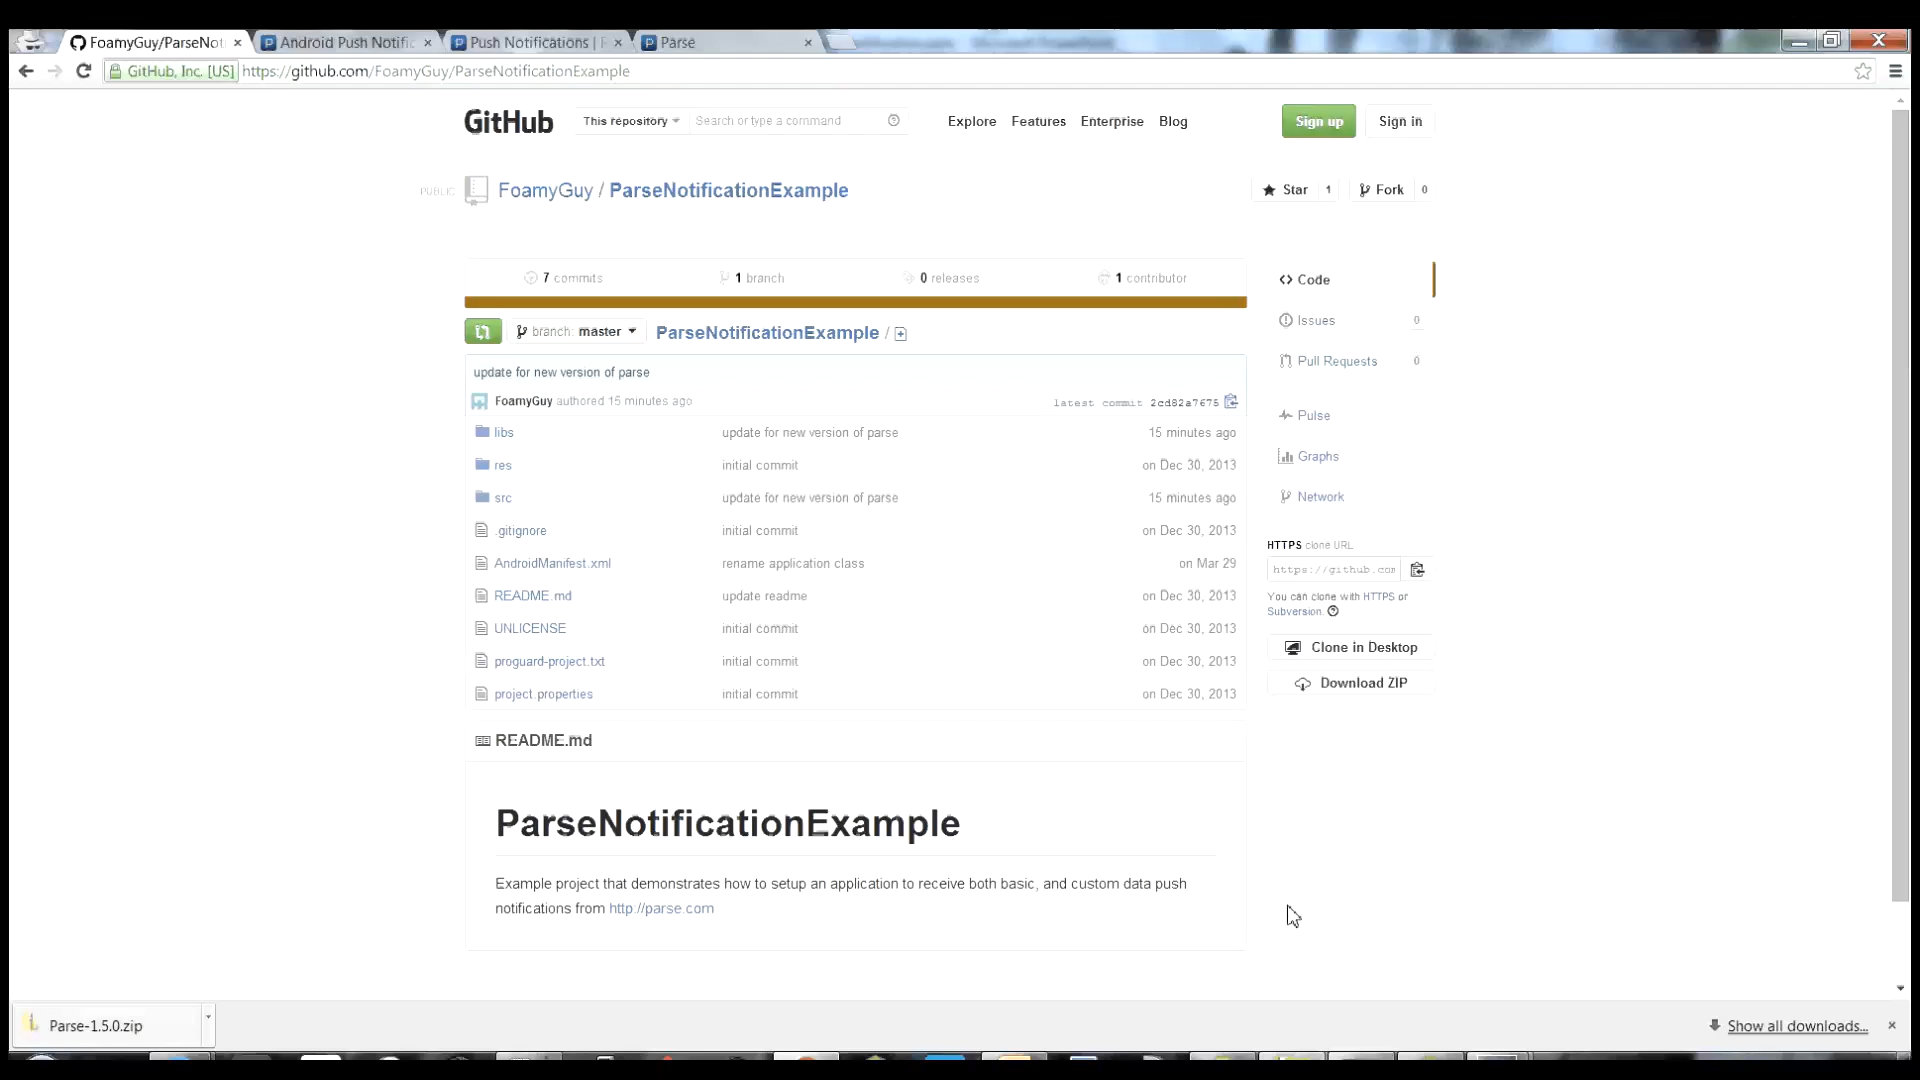 FoamyGuy/ParseNot
Android Push Notific
Push Notifications |
Parse
GitHub, Inc. [US] https://github.com/FoamyGuy/ParseNotificationExample
GitHub This repository Search or type a command Explore Features Enterprise Blog Sign up Sign in
PUBLIC FoamyGuy / ParseNotificationExample Star 1 Fork 0
7 commits 1 branch 0 releases 1 contributor
branch: master ParseNotificationExample /
update for new version of parse
FoamyGuy authored 15 minutes ago latest commit 2cd82a7675
libs update for new version of parse 15 minutes ago
res initial commit on Dec 30, 2013
src update for new version of parse 15 minutes ago
.gitignore initial commit on Dec 30, 2013
AndroidManifest.xml rename application class on Mar 29
README.md update readme on Dec 30, 2013
UNLICENSE initial commit on Dec 30, 2013
proguard-project.txt initial commit on Dec 30, 2013
project.properties initial commit on Dec 30, 2013
Code
Issues 0
Pull Requests 0
Pulse
Graphs
Network
HTTPS clone URL
https://github.com
You can clone with HTTPS or
Subversion.
Clone in Desktop
Download ZIP
README.md
ParseNotificationExample
Example project that demonstrates how to setup an application to receive both basic, and custom data push
notifications from http://parse.com
Parse-1.5.0.zip
Show all downloads...